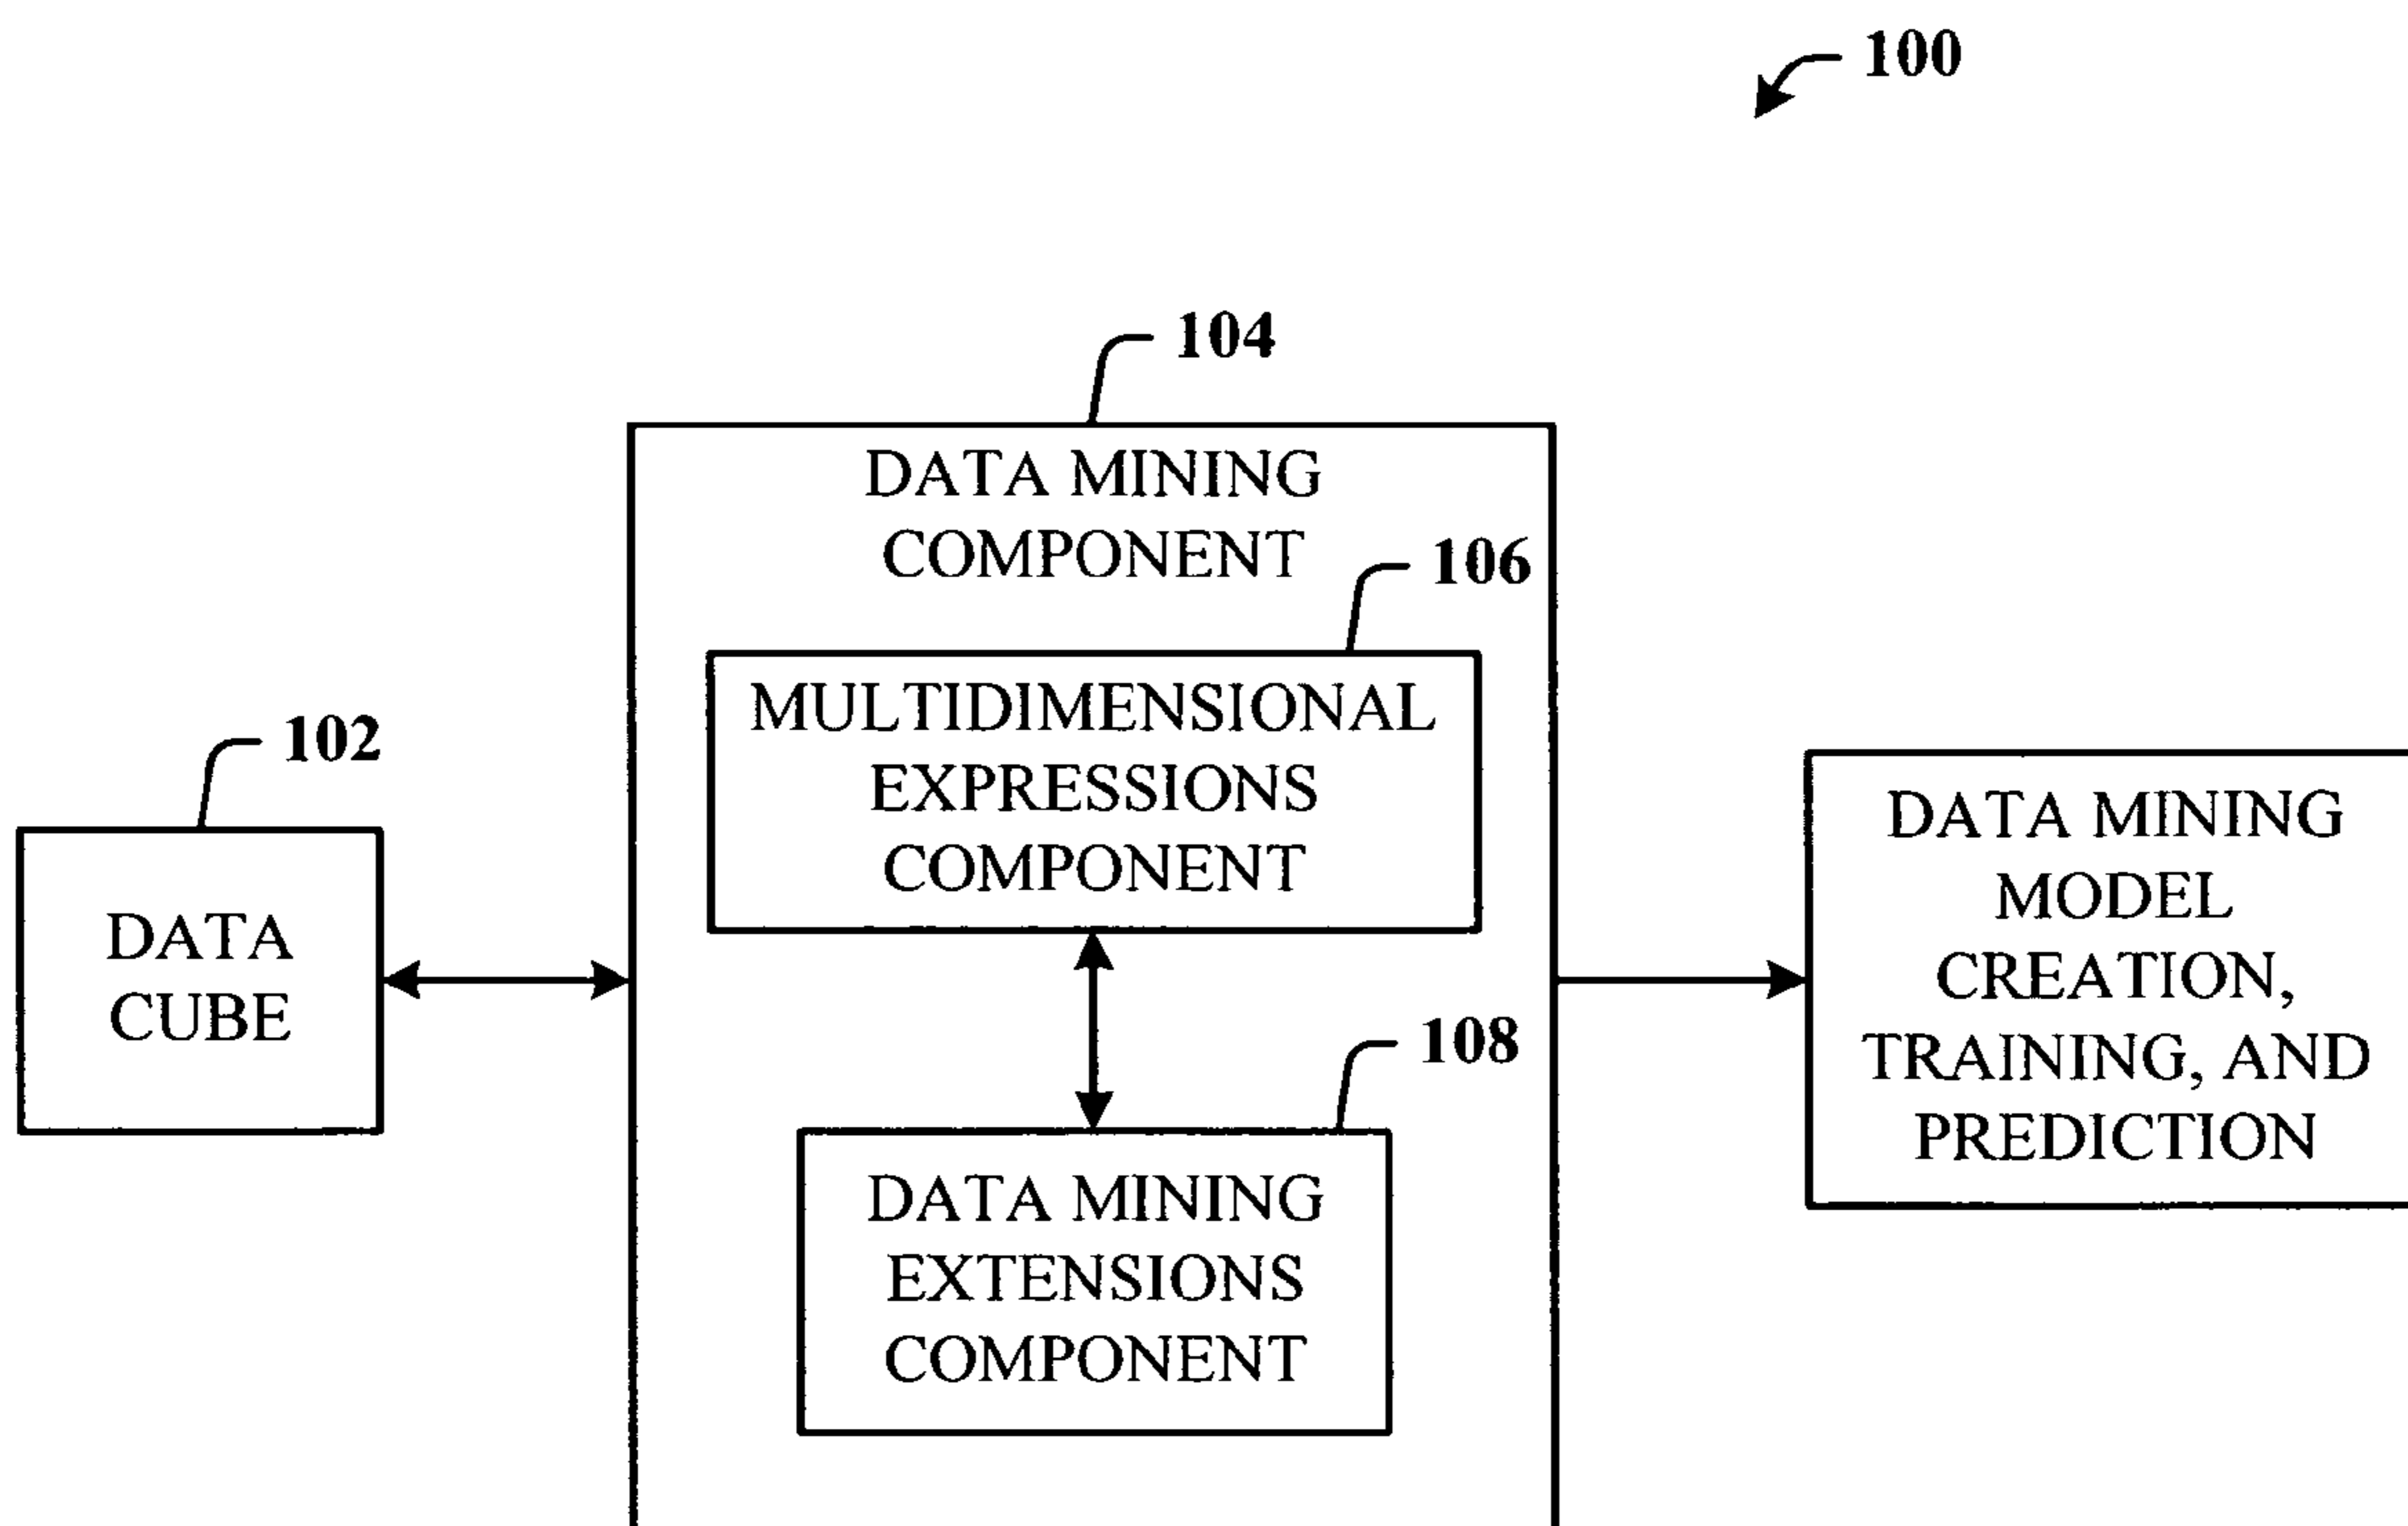 100
104
DATA MINING
COMPONENT
106
MULTIDIMENSIONAL
EXPRESSIONS
COMPONENT
102
DATA
CUBE
108
DATA MINING
EXTENSIONS
COMPONENT
DATA MINING
MODEL
CREATION,
TRAINING, AND
PREDICTION